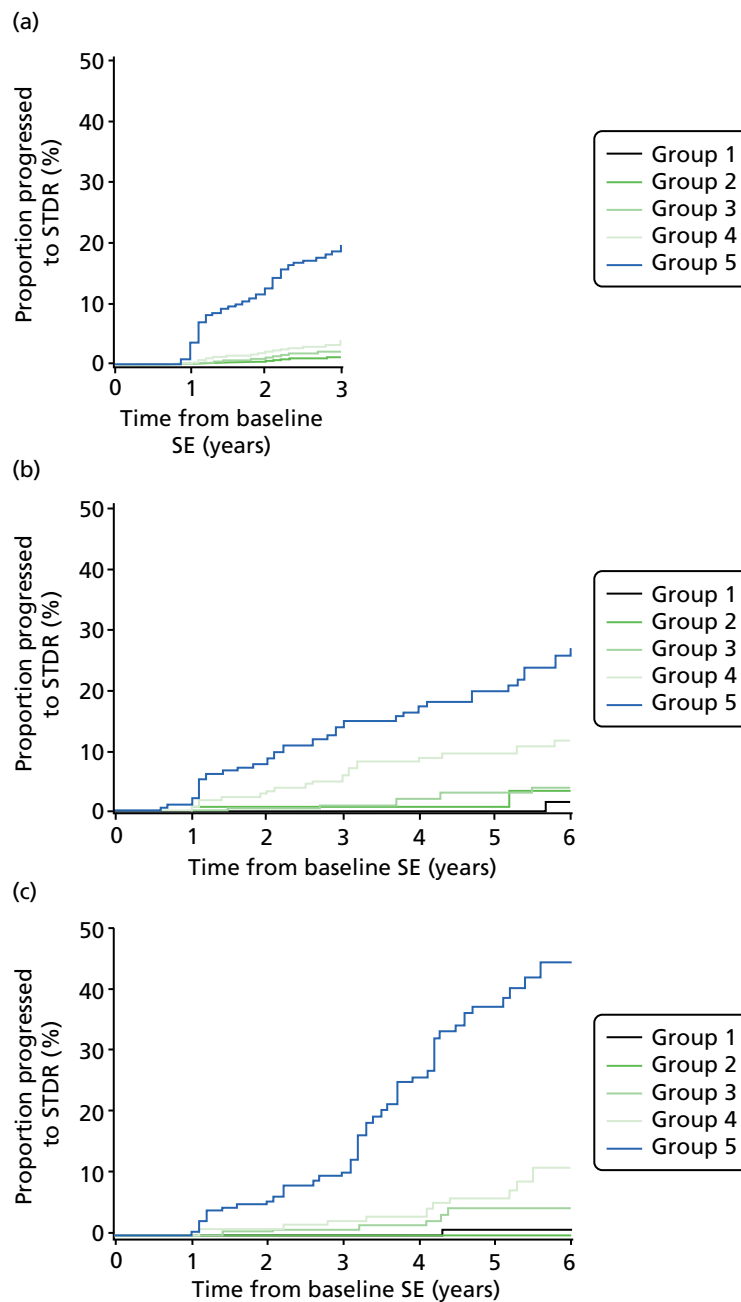 (a)
50
40
30
20
10
0
Proportion progressed
to STDR (%)
0 1 2 3
Time from baseline
SE (years)
Group 1
Group 2
Group 3
Group 4
Group 5
(b)
50
40
30
20
10
0
Proportion progressed
to STDR (%)
0 1 2 3 4 5 6
Time from baseline SE (years)
Group 1
Group 2
Group 3
Group 4
Group 5
(c)
50
40
30
20
10
0
Proportion progressed
to STDR (%)
0 1 2 3 4 5 6
Time from baseline SE (years)
Group 1
Group 2
Group 3
Group 4
Group 5